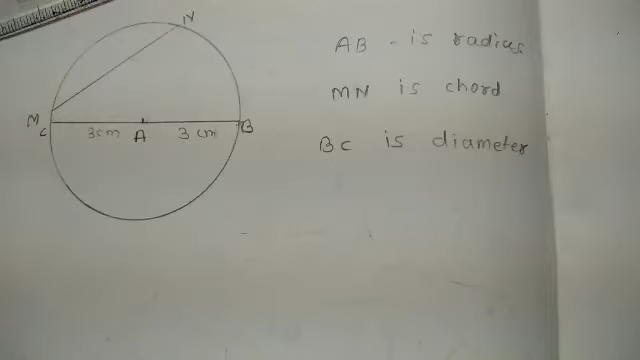 N
AB - is radius
MN is chord
M
C
3cm A 3 cm B
BC is diameter